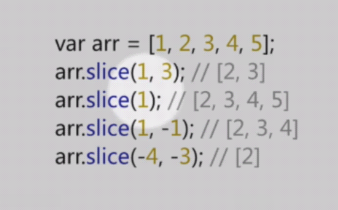 var arr = [1, 2, 3, 4, 5];
arr.slice(1, 3); // [2, 3]
arr.slice(1); // [2, 3, 4, 5]
arr.slice(1, -1); // [2, 3, 4]
arr.slice(-4, -3); // [2]